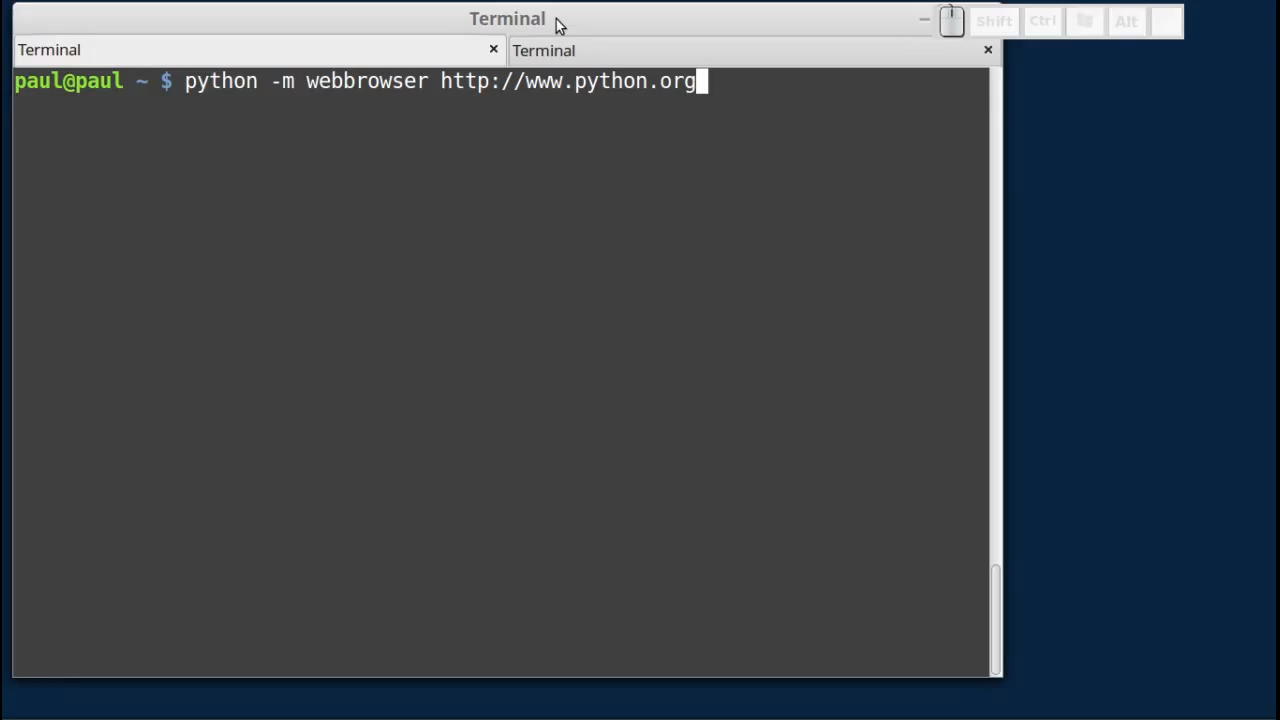 Terminal
Shift Ctrl Alt
Terminal × Terminal ×
paul@paul ~ $ python -m webbrowser http://www.python.org